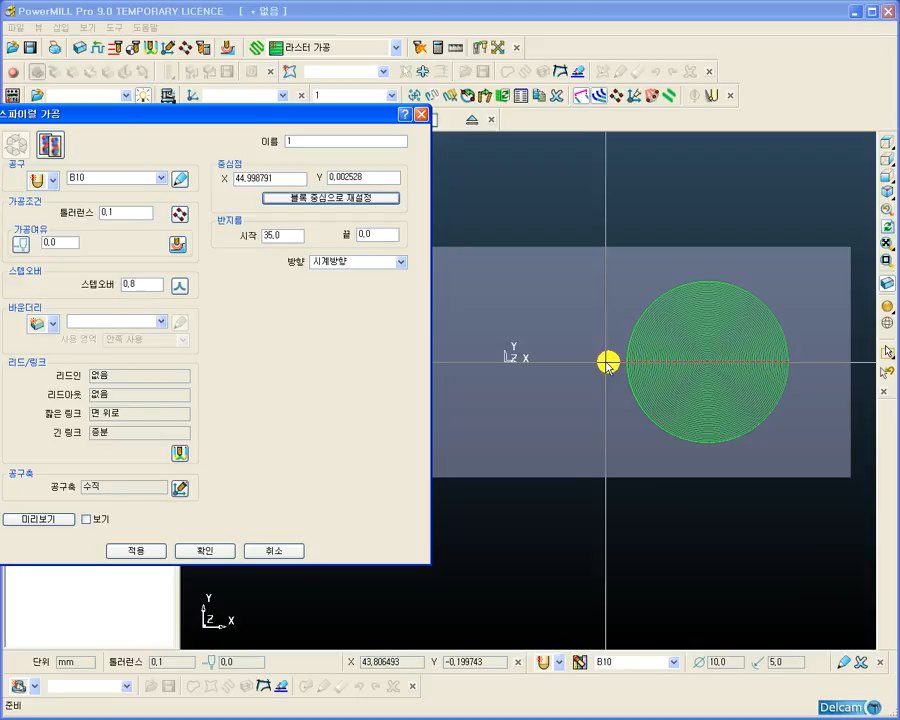 PowerMILL Pro 9.0 TEMPORARY LICENCE [ - 없음 ]
파일 뷰 삽입 보기 도구 도움말
라스터 가공
1
스파이럴 가공
이름 1
공구
B10
중심점
X 44,998791 Y 0,002528
블록 중심으로 재설정
가공조건
톨러런스 0,1
가공여유
0,0
반지름
시작 35,0 끝 0,0
방향 시계방향
스텝오버
스텝오버 0,8
바운더리
사용 영역 안쪽 사용
리드/링크
리드인 없음
리드아웃 없음
짧은 링크 면 위로
긴 링크 증분
공구축
공구축 수직
미리보기 보기
적용 확인 취소
Y
Z X
Y
Z X
단위 mm 톨러런스 0,1 0,0 X 43,806493 Y -0,199743 B10 10,0 5,0
준비
Delcam